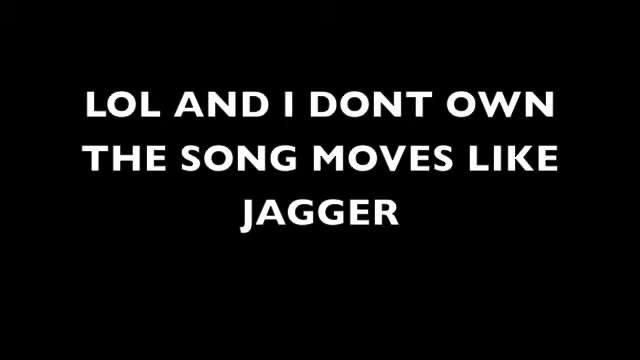 LOL AND I DONT OWN
THE SONG MOVES LIKE
JAGGER